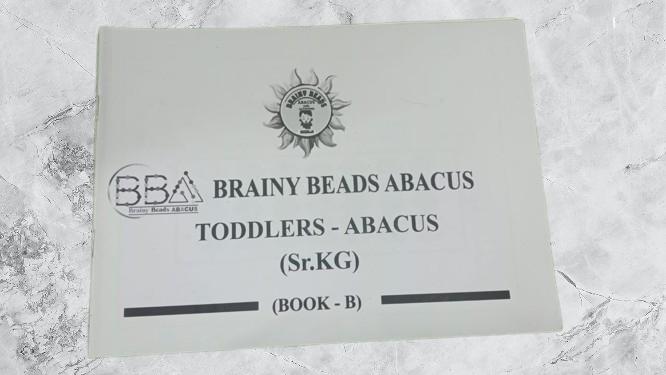 BRAINY BEADS
ABACUS
BBA
Brainy Beads ABACUS
BRAINY BEADS ABACUS
TODDLERS - ABACUS
(Sr.KG)
(BOOK - B)